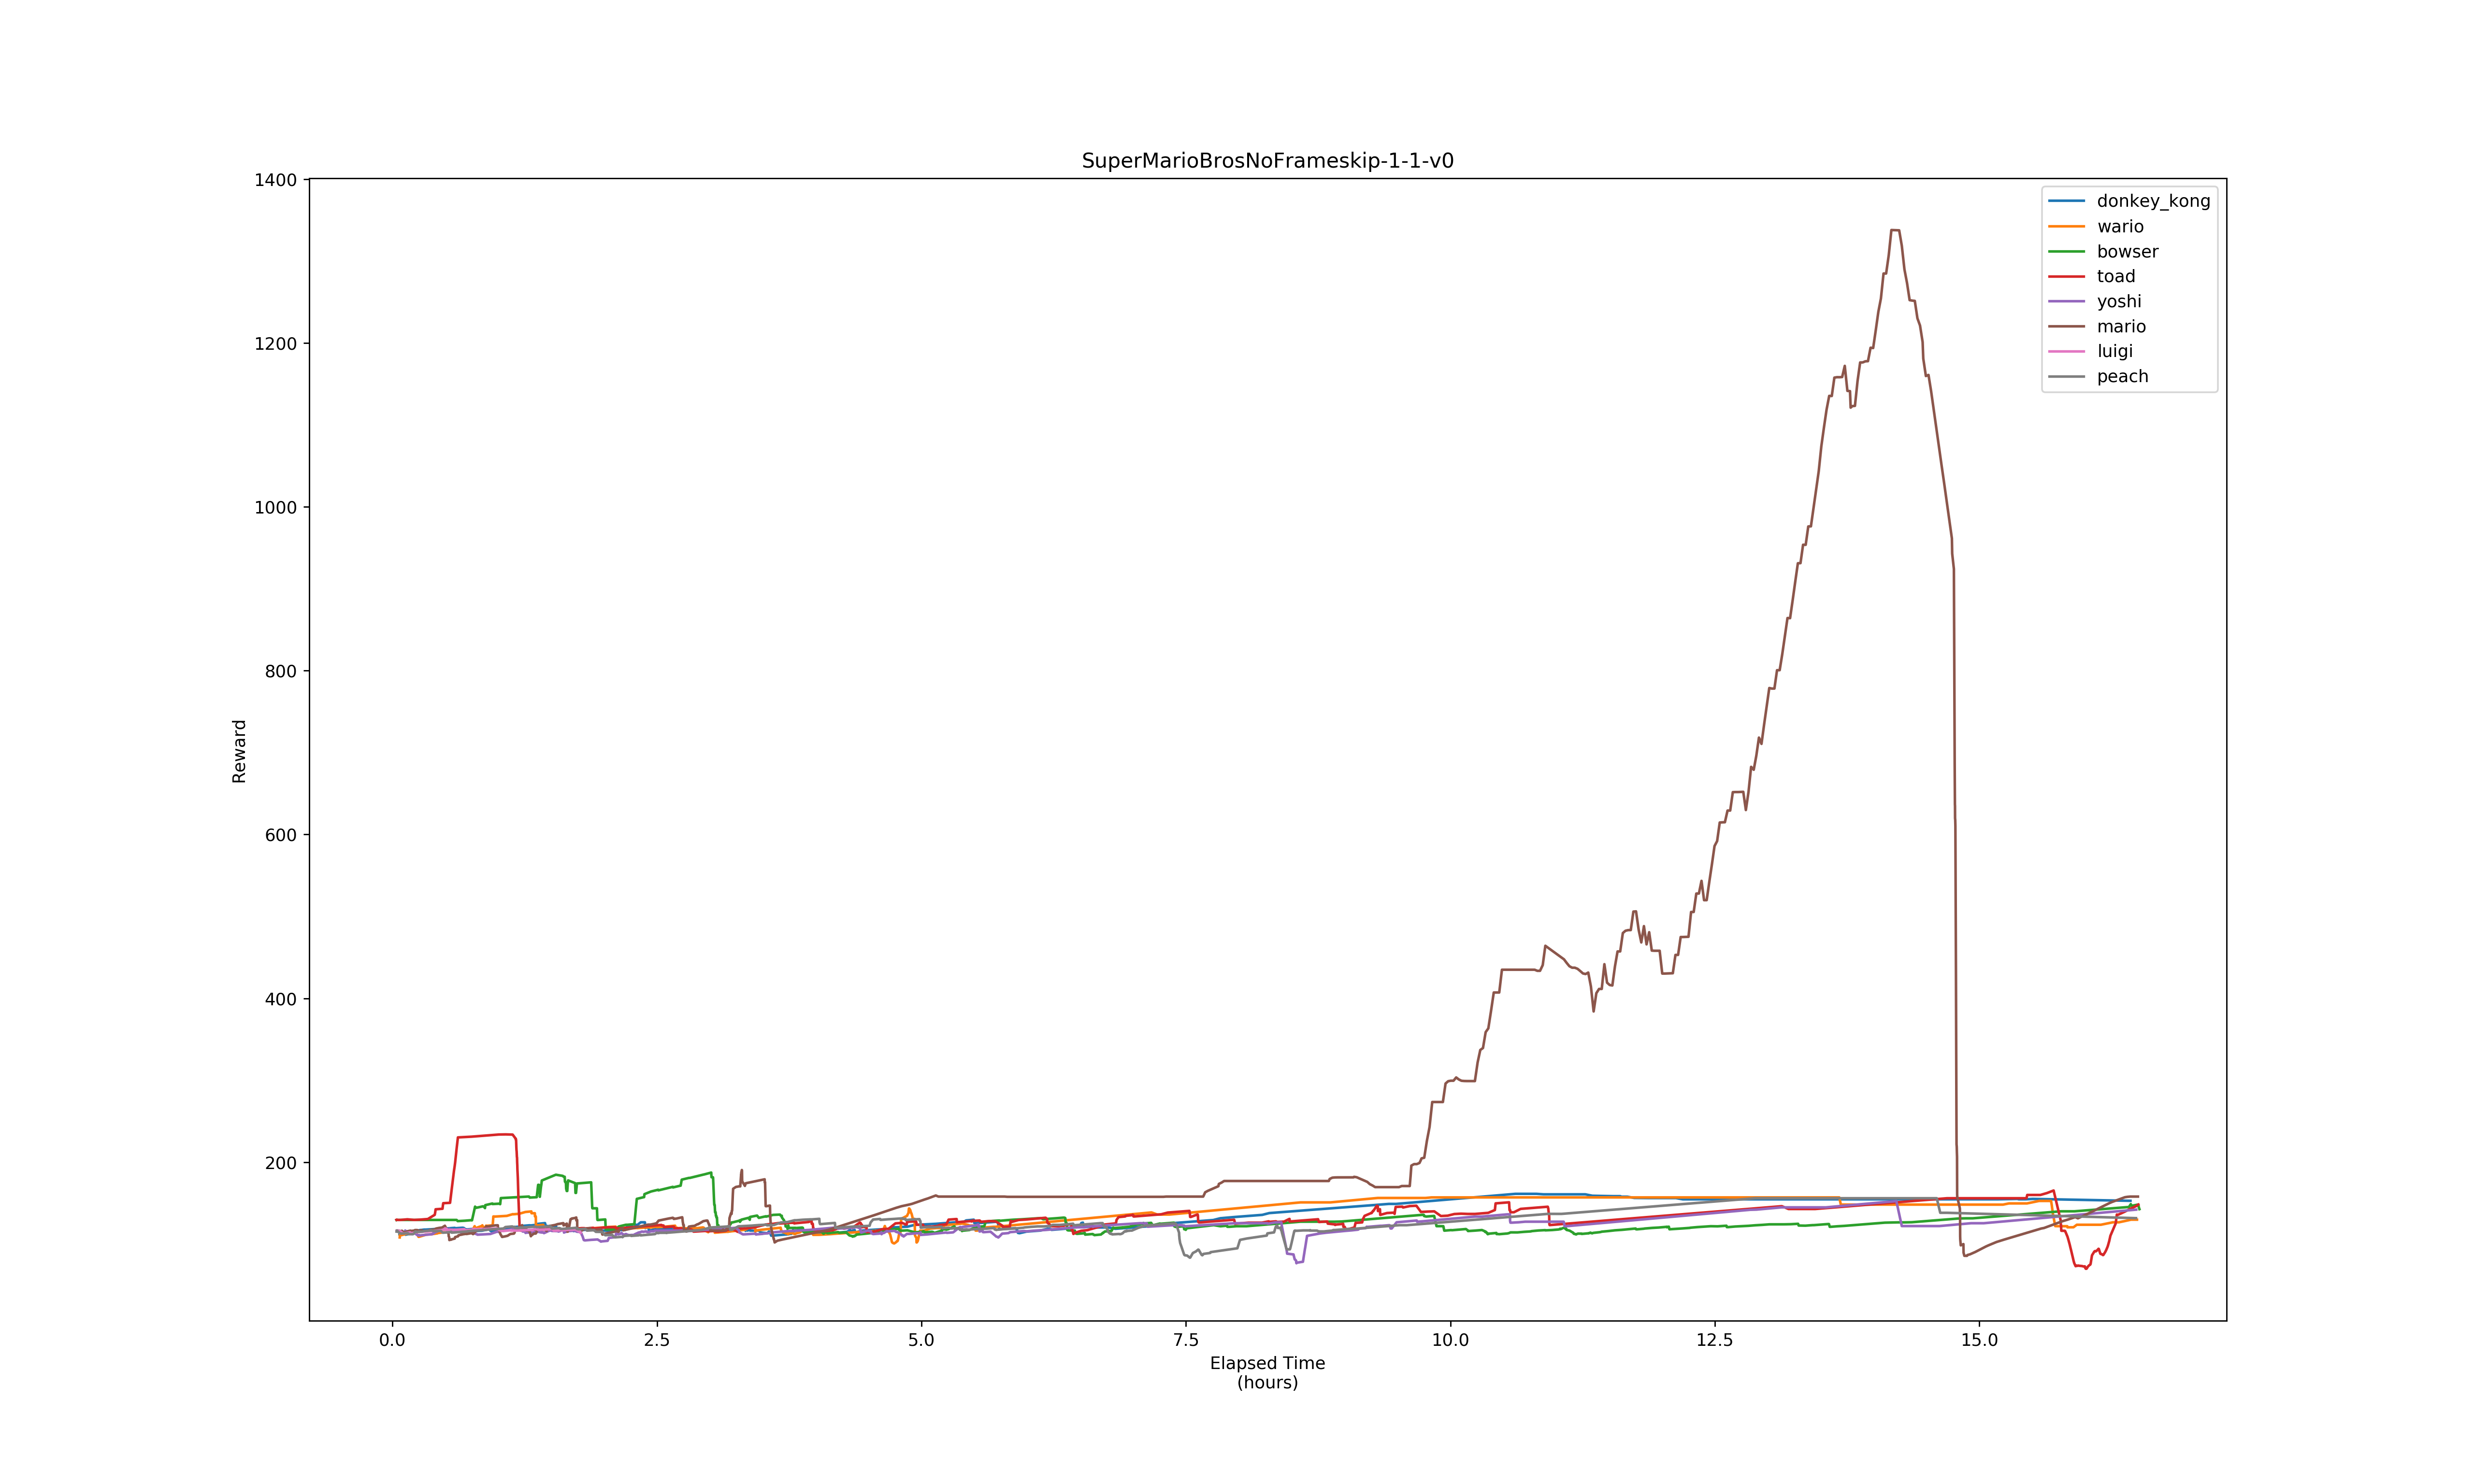 SuperMarioBrosNoFrameskip-1-1-v0
1400
1200
1000
800
600
400
200
Reward
donkey_kong
wario
bowser
toad
yoshi
mario
luigi
peach
0.0 2.5 5.0 7.5 10.0 12.5 15.0
Elapsed Time
(hours)